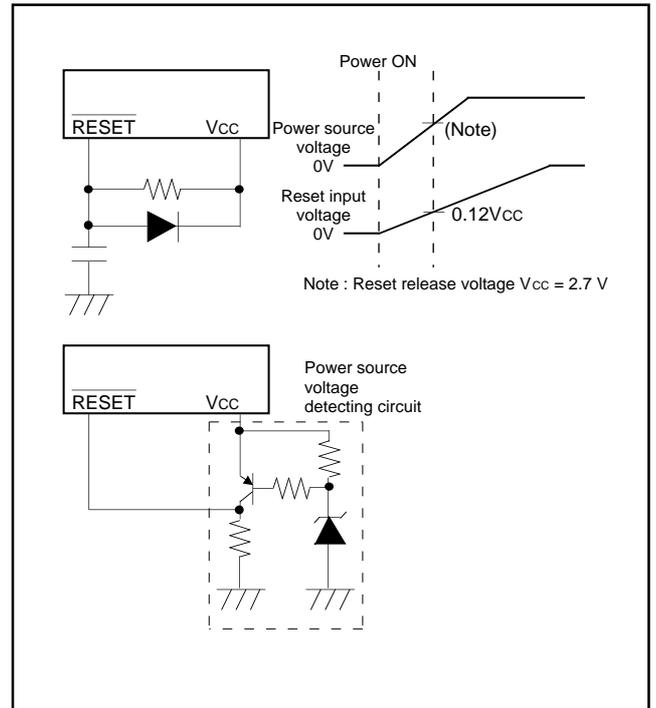 Power ON
RESET VCC
Power source
voltage
0V
(Note)
Reset input
voltage
0V
0.12VCC
Note : Reset release voltage VCC = 2.7 V
RESET VCC
Power source
voltage
detecting circuit